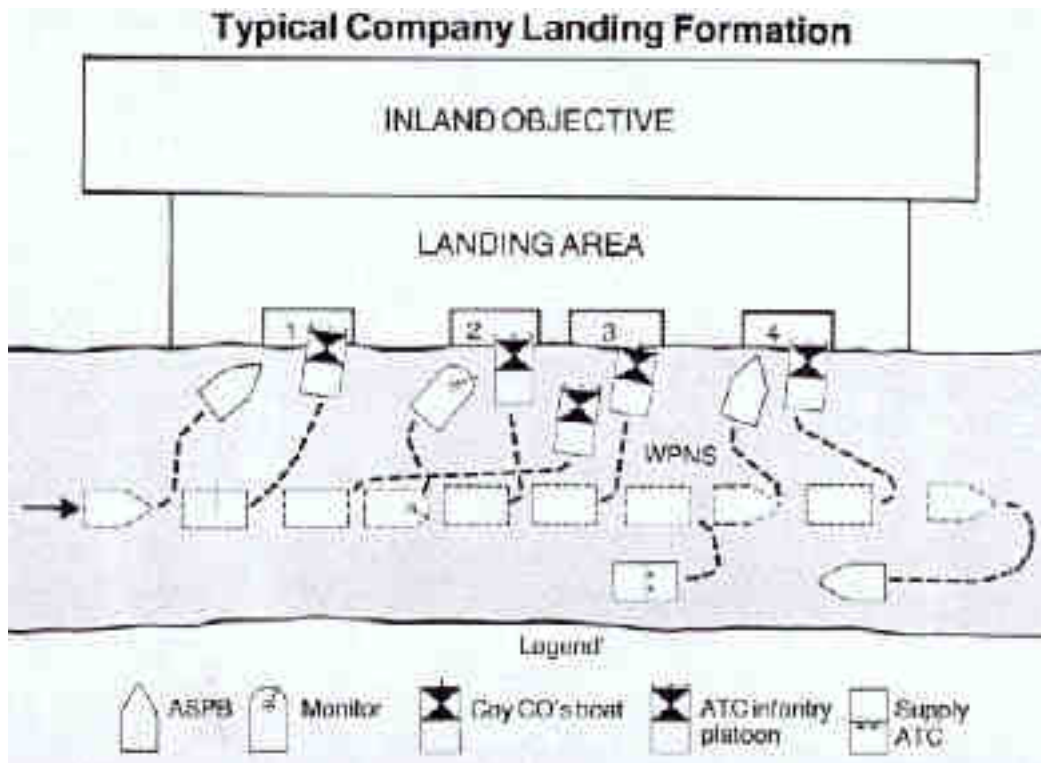 Typical Company Landing Formation
INLAND OBJECTIVE
LANDING AREA
1
2
3
4
WPNS
Legend
ASPB
Monitor
Coy CO's boat
ATC infantry
platoon
Supply
ATC